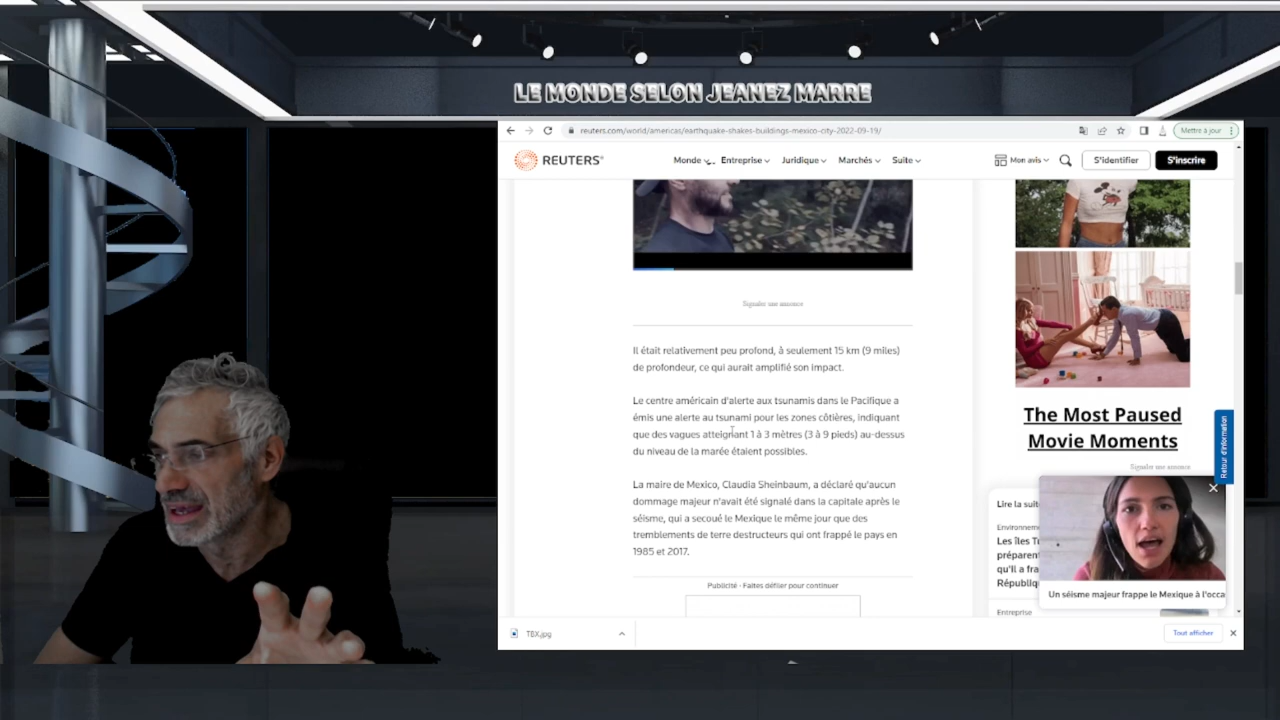 LE MONDE SELON JEANEZ MARRE
reuters.com/world/americas/earthquake-shakes-buildings-mexico-city-2022-09-19/
Mettre à jour
REUTERS®
Monde
Entreprise
Juridique
Marchés
Suite
Mon avis
S'identifier
S'inscrire
Signaler une annonce
Il était relativement peu profond, à seulement 15 km (9 miles)
de profondeur, ce qui aurait amplifié son impact.
Le centre américain d'alerte aux tsunamis dans le Pacifique a
émis une alerte au tsunami pour les zones côtières, indiquant
que des vagues atteignant 1 à 3 mètres (3 à 9 pieds) au-dessus
du niveau de la marée étaient possibles.
La maire de Mexico, Claudia Sheinbaum, a déclaré qu'aucun
dommage majeur n'avait été signalé dans la capitale après le
séisme, qui a secoué le Mexique le même jour que des
tremblements de terre destructeurs qui ont frappé le pays en
1985 et 2017.
Publicité · Faites défiler pour continuer
The Most Paused
Movie Moments
Signaler une annonce
Retour d'information
Lire la suit
Environnem
Les îles T
préparen
qu'il a fra
Républiq
Entreprise
Un séisme majeur frappe le Mexique à l'occa
TBX.jpg
Tout afficher